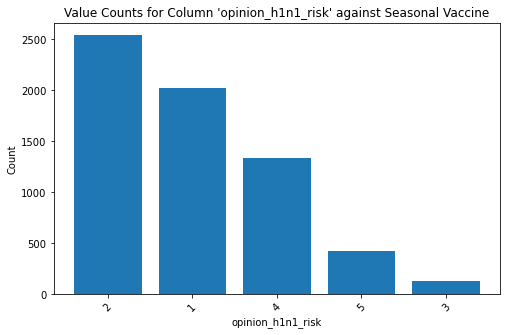 Value Counts for Column 'opinion_h1n1_risk' against Seasonal Vaccine
2500
2000
1500
1000
500
0
Count
2 1 4 5 3
opinion_h1n1_risk